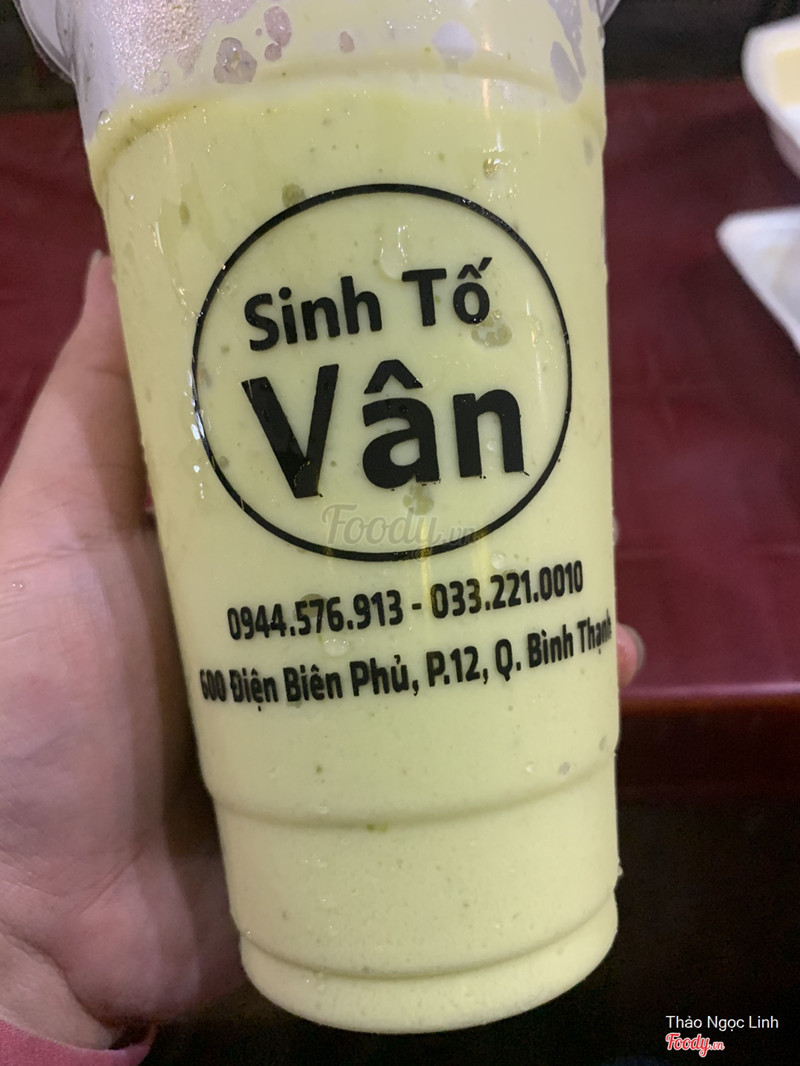 Sinh Tố
Vân
Foody.vn
0944.576.913 - 033.221.0010
600 Điện Biên Phủ, P.12, Q. Bình Thạnh
Thảo Ngọc Linh
Foody.vn